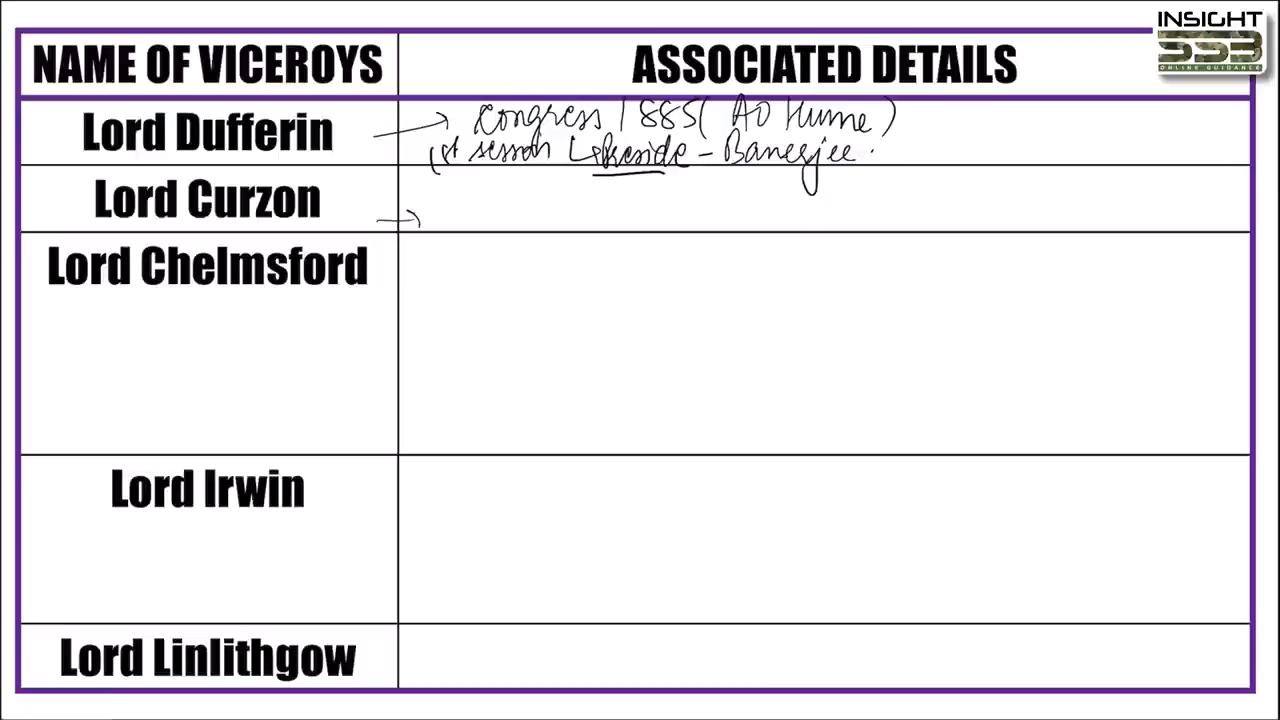 INSIGHT
SSB
ONLINE GUIDANCE
NAME OF VICEROYS ASSOCIATED DETAILS
Lord Dufferin → Congress 1885 (AO Hume)
1st session ↳ Preside - Banerjee.
Lord Curzon →
Lord Chelmsford
Lord Irwin
Lord Linlithgow